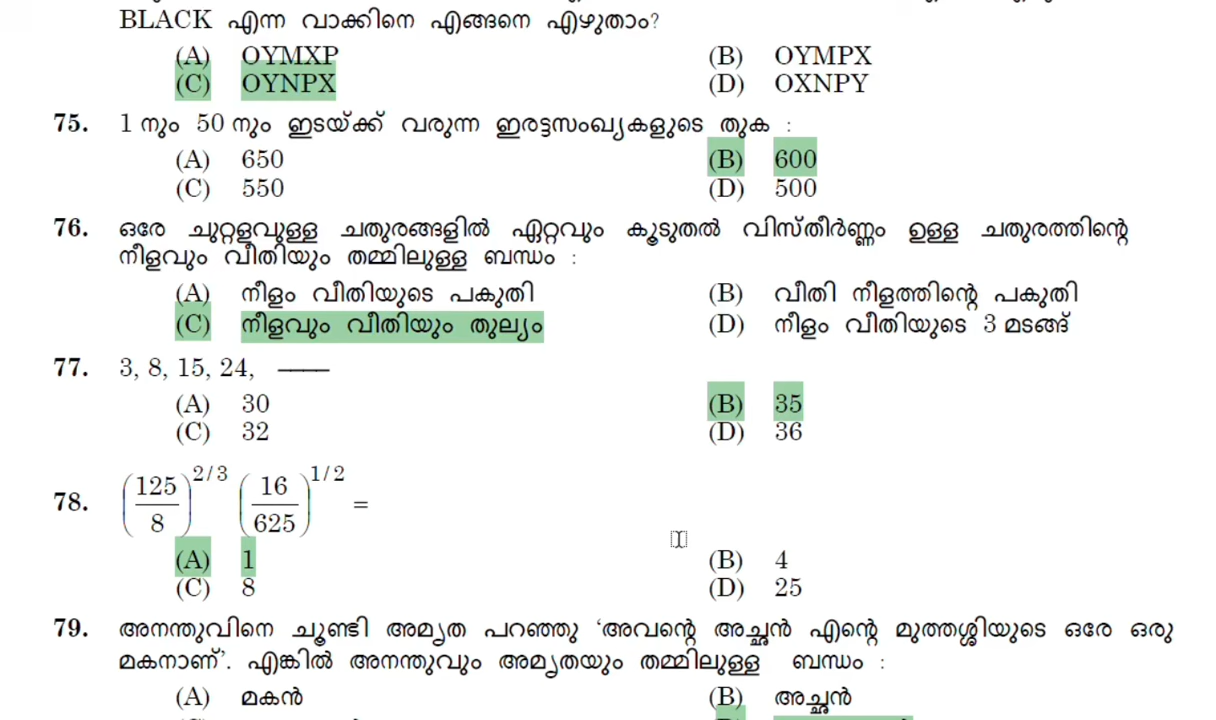 BLACK എന്ന വാക്കിനെ എങ്ങനെ എഴുതാം?
(A) OYMXP (B) OYMPX
(C) OYNPX (D) OXNPY
75. 1 നും 50 നും ഇടയ്ക്ക് വരുന്ന ഇരട്ടസംഖ്യകളുടെ തുക :
(A) 650 (B) 600
(C) 550 (D) 500
76. ഒരേ ചുറ്റളവുള്ള ചതുരങ്ങളിൽ ഏറ്റവും കൂടുതൽ വിസ്തീർണ്ണം ഉള്ള ചതുരത്തിന്റെ
നീളവും വീതിയും തമ്മിലുള്ള ബന്ധം :
(A) നീളം വീതിയുടെ പകുതി (B) വീതി നീളത്തിന്റെ പകുതി
(C) നീളവും വീതിയും തുല്യം (D) നീളം വീതിയുടെ 3 മടങ്ങ്
77. 3, 8, 15, 24, ——
(A) 30 (B) 35
(C) 32 (D) 36
78. (125/8)^2/3 (16/625)^1/2 =
(A) 1 (B) 4
(C) 8 (D) 25
79. അനന്തുവിനെ ചൂണ്ടി അമൃത പറഞ്ഞു ‘അവന്റെ അച്ഛൻ എന്റെ മുത്തശ്ശിയുടെ ഒരേ ഒരു
മകനാണ്’. എങ്കിൽ അനന്തുവും അമൃതയും തമ്മിലുള്ള ബന്ധം :
(A) മകൻ (B) അച്ഛൻ